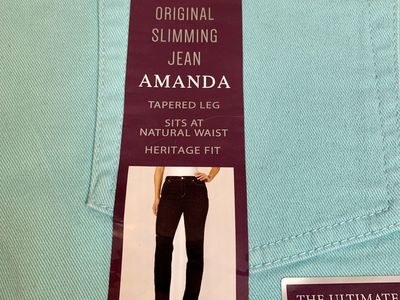 ORIGINAL
SLIMMING
JEAN
AMANDA
TAPERED LEG
SITS AT
NATURAL WAIST
HERITAGE FIT
THE ULTIMATE